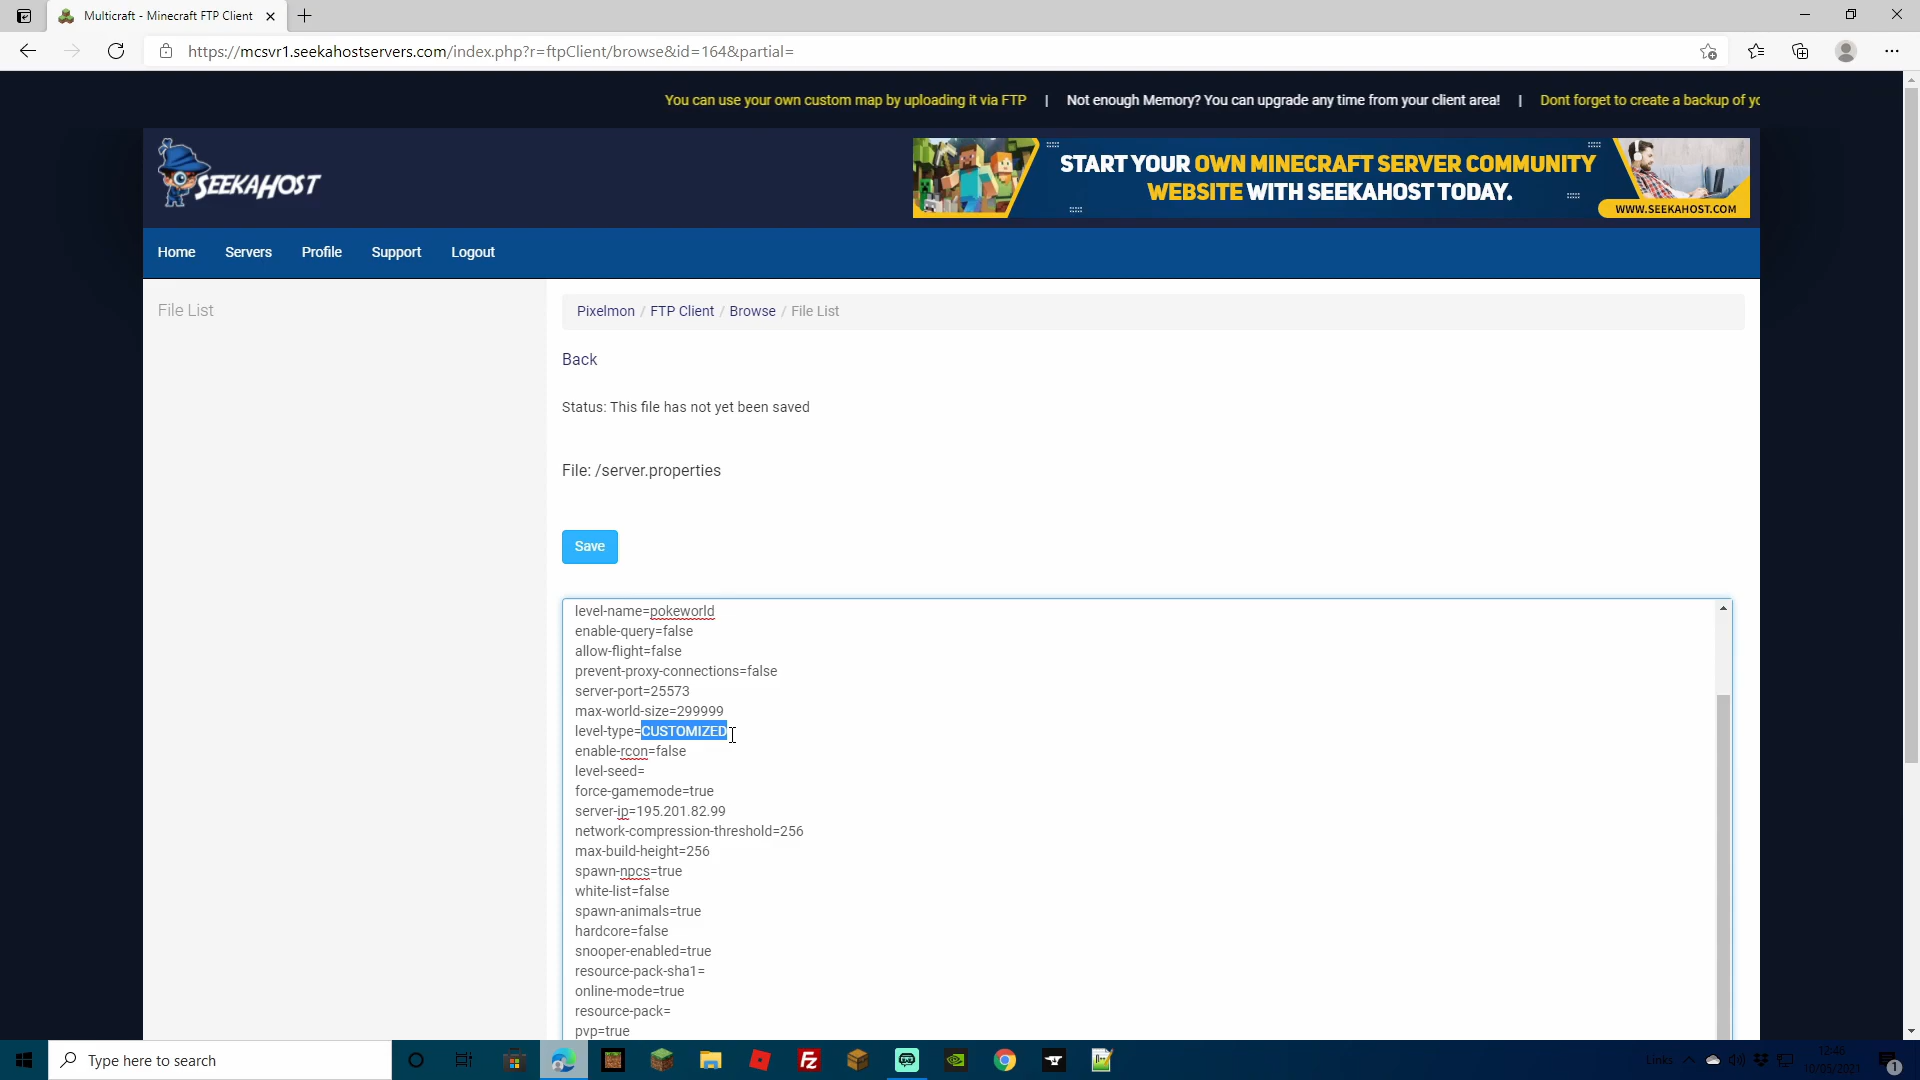 Multicraft - Minecraft FTP Client
https://mcsvr1.seekahostservers.com/index.php?r=ftpClient/browse&id=164&partial=
You can use your own custom map by uploading it via FTP | Not enough Memory? You can upgrade any time from your client area! | Dont forget to create a backup of yo
SEEKAHOST
START YOUR OWN MINECRAFT SERVER COMMUNITY
WEBSITE WITH SEEKAHOST TODAY.
WWW.SEEKAHOST.COM
Home Servers Profile Support Logout
File List
Pixelmon / FTP Client / Browse / File List
Back
Status: This file has not yet been saved
File: /server.properties
Save
level-name=pokeworld
enable-query=false
allow-flight=false
prevent-proxy-connections=false
server-port=25573
max-world-size=299999
level-type=CUSTOMIZED
enable-rcon=false
level-seed=
force-gamemode=true
server-ip=195.201.82.99
network-compression-threshold=256
max-build-height=256
spawn-npcs=true
white-list=false
spawn-animals=true
hardcore=false
snooper-enabled=true
resource-pack-sha1=
online-mode=true
resource-pack=
pvp=true
Type here to search
Links
12:46
10/05/2021
1